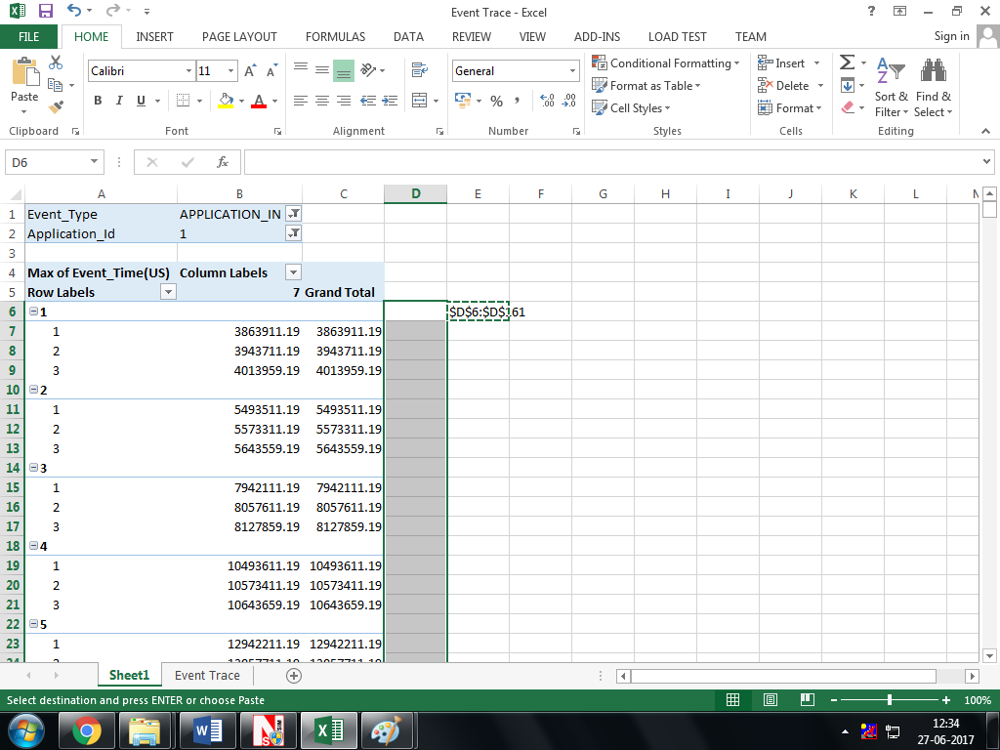 Event Trace - Excel
FILE HOME INSERT PAGE LAYOUT FORMULAS DATA REVIEW VIEW ADD-INS LOAD TEST TEAM Sign in
Paste
Calibri 11
B I U A
General
% ,
Conditional Formatting
Format as Table
Cell Styles
Insert
Delete
Format
Sort & Filter
Find & Select
Clipboard Font Alignment Number Styles Cells Editing
D6 fx
A B C D E F G H I J K L
1 Event_Type APPLICATION_IN
2 Application_Id 1
3
4 Max of Event_Time(US) Column Labels
5 Row Labels 7 Grand Total
6 1 $D$6:$D$161
7 1 3863911.19 3863911.19
8 2 3943711.19 3943711.19
9 3 4013959.19 4013959.19
10 2
11 1 5493511.19 5493511.19
12 2 5573311.19 5573311.19
13 3 5643559.19 5643559.19
14 3
15 1 7942111.19 7942111.19
16 2 8057611.19 8057611.19
17 3 8127859.19 8127859.19
18 4
19 1 10493611.19 10493611.19
20 2 10573411.19 10573411.19
21 3 10643659.19 10643659.19
22 5
23 1 12942211.19 12942211.19
Sheet1 Event Trace
Select destination and press ENTER or choose Paste 100%
12:34
27-06-2017